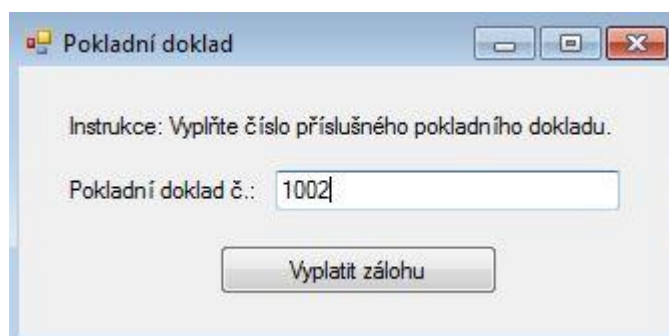 Pokladní doklad
Instrukce: Vyplňte číslo příslušného pokladního dokladu.
Pokladní doklad č.: 1002
Vyplatit zálohu